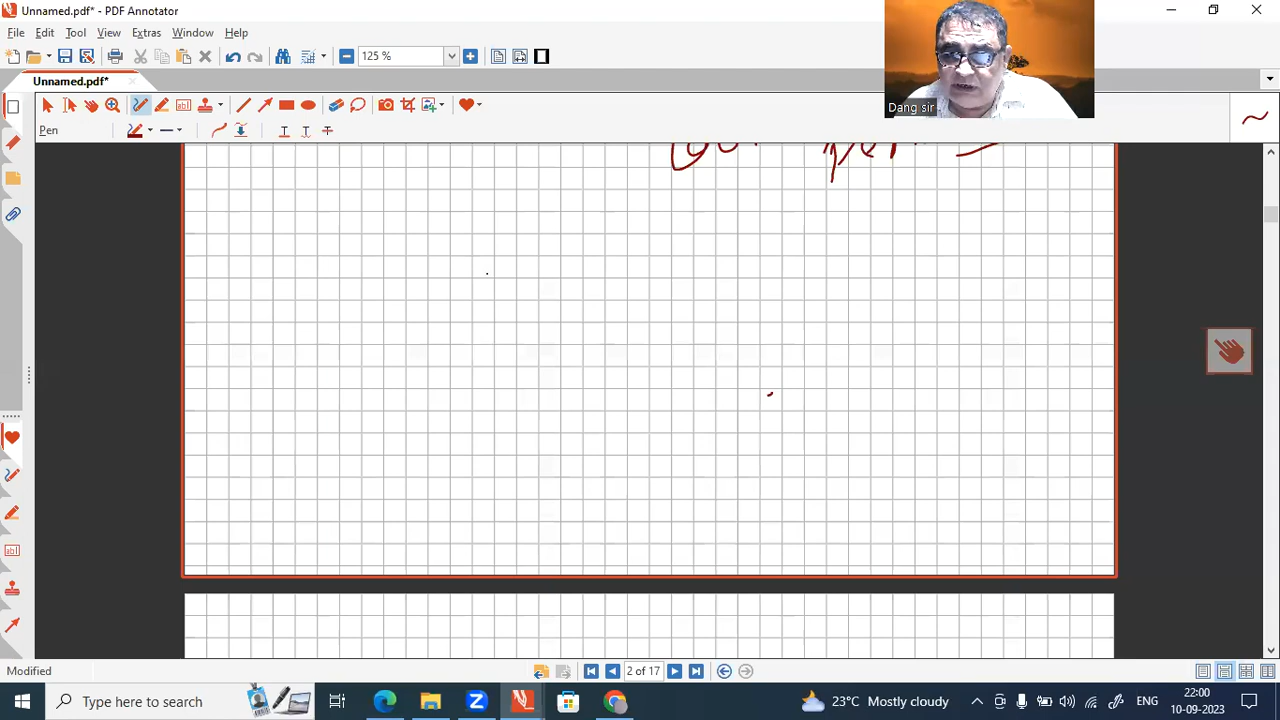 Unnamed.pdf* - PDF Annotator
File Edit Tool View Extras Window Help
125 %
Unnamed.pdf*
Dang sir
Pen
Modified
2 of 17
Type here to search
23°C Mostly cloudy
ENG
22:00
10-09-2023